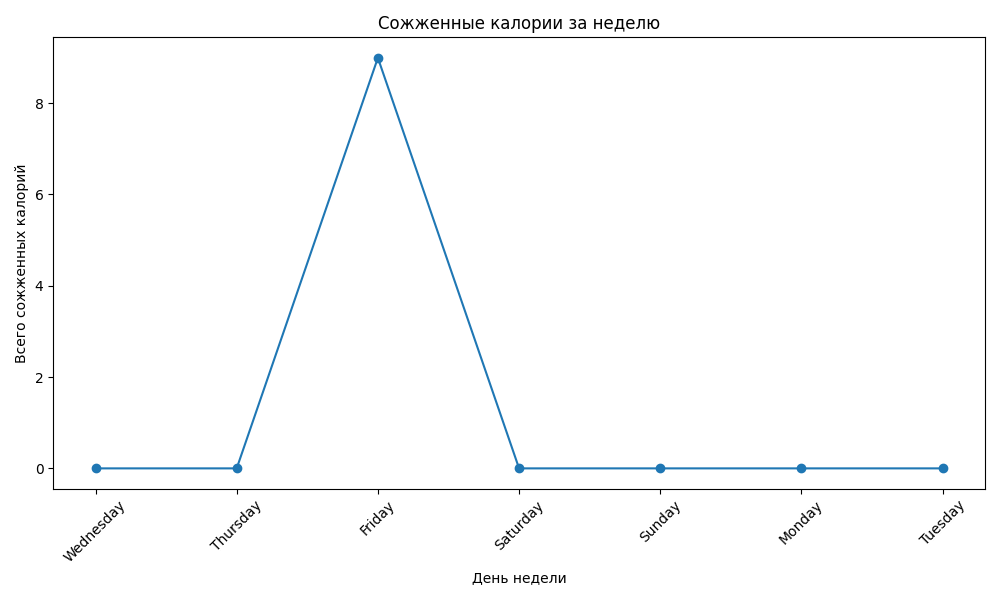 Сожженные калории за неделю
Всего сожженных калорий
8
6
4
2
0
Wednesday
Thursday
Friday
Saturday
Sunday
Monday
Tuesday
День недели